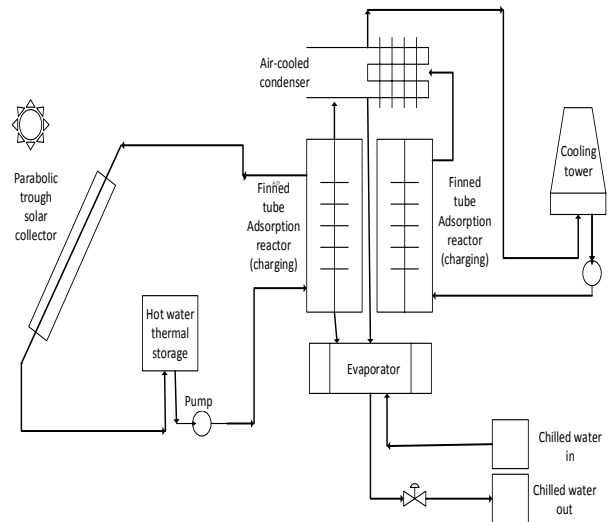 Air-cooled
condenser
Parabolic
trough
solar
collector
Finned
tube
Adsorption
reactor
(charging)
Finned
tube
Adsorption
reactor
(charging)
Cooling
tower
Hot water
thermal
storage
Pump
Evaporator
Chilled water
in
Chilled water
out